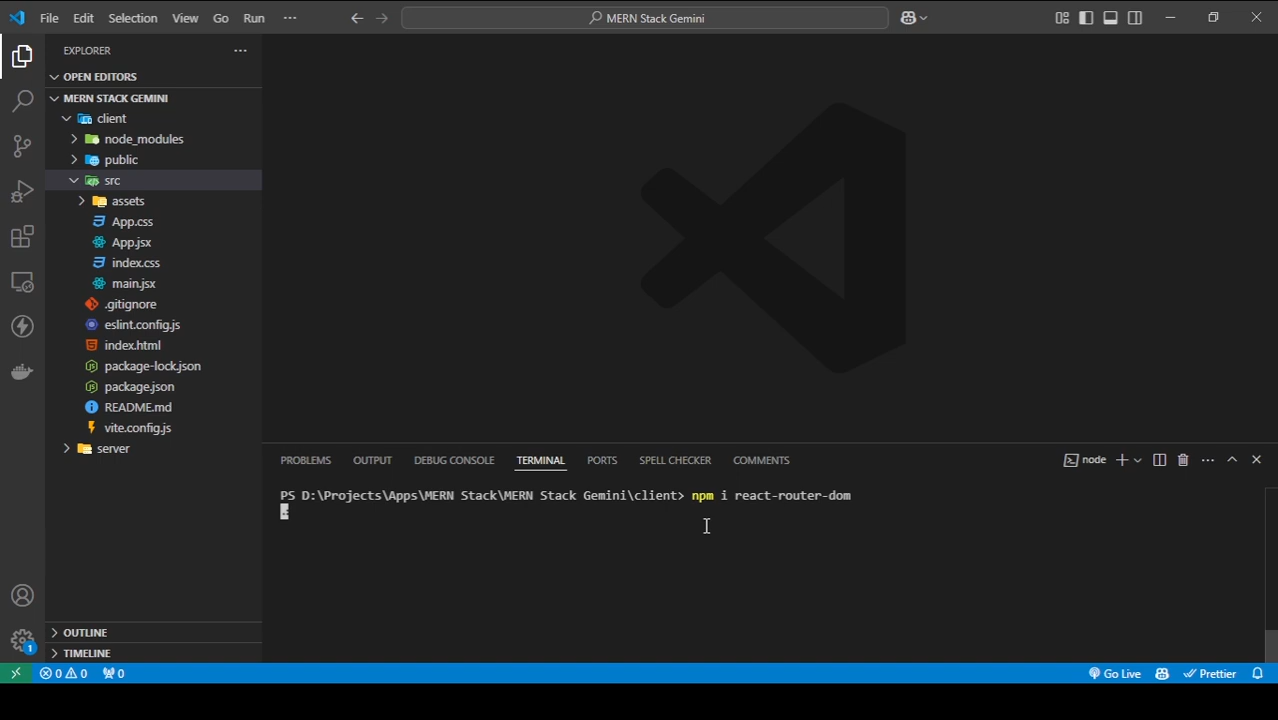 File Edit Selection View Go Run ··· MERN Stack Gemini
EXPLORER ···
OPEN EDITORS
MERN STACK GEMINI
client
node_modules
public
src
assets
App.css
App.jsx
index.css
main.jsx
.gitignore
eslint.config.js
index.html
package-lock.json
package.json
README.md
vite.config.js
server
PROBLEMS OUTPUT DEBUG CONSOLE TERMINAL PORTS SPELL CHECKER COMMENTS node
PS D:\Projects\Apps\MERN Stack\MERN Stack Gemini\client> npm i react-router-dom
OUTLINE
1
TIMELINE
0 0 0 Go Live Prettier